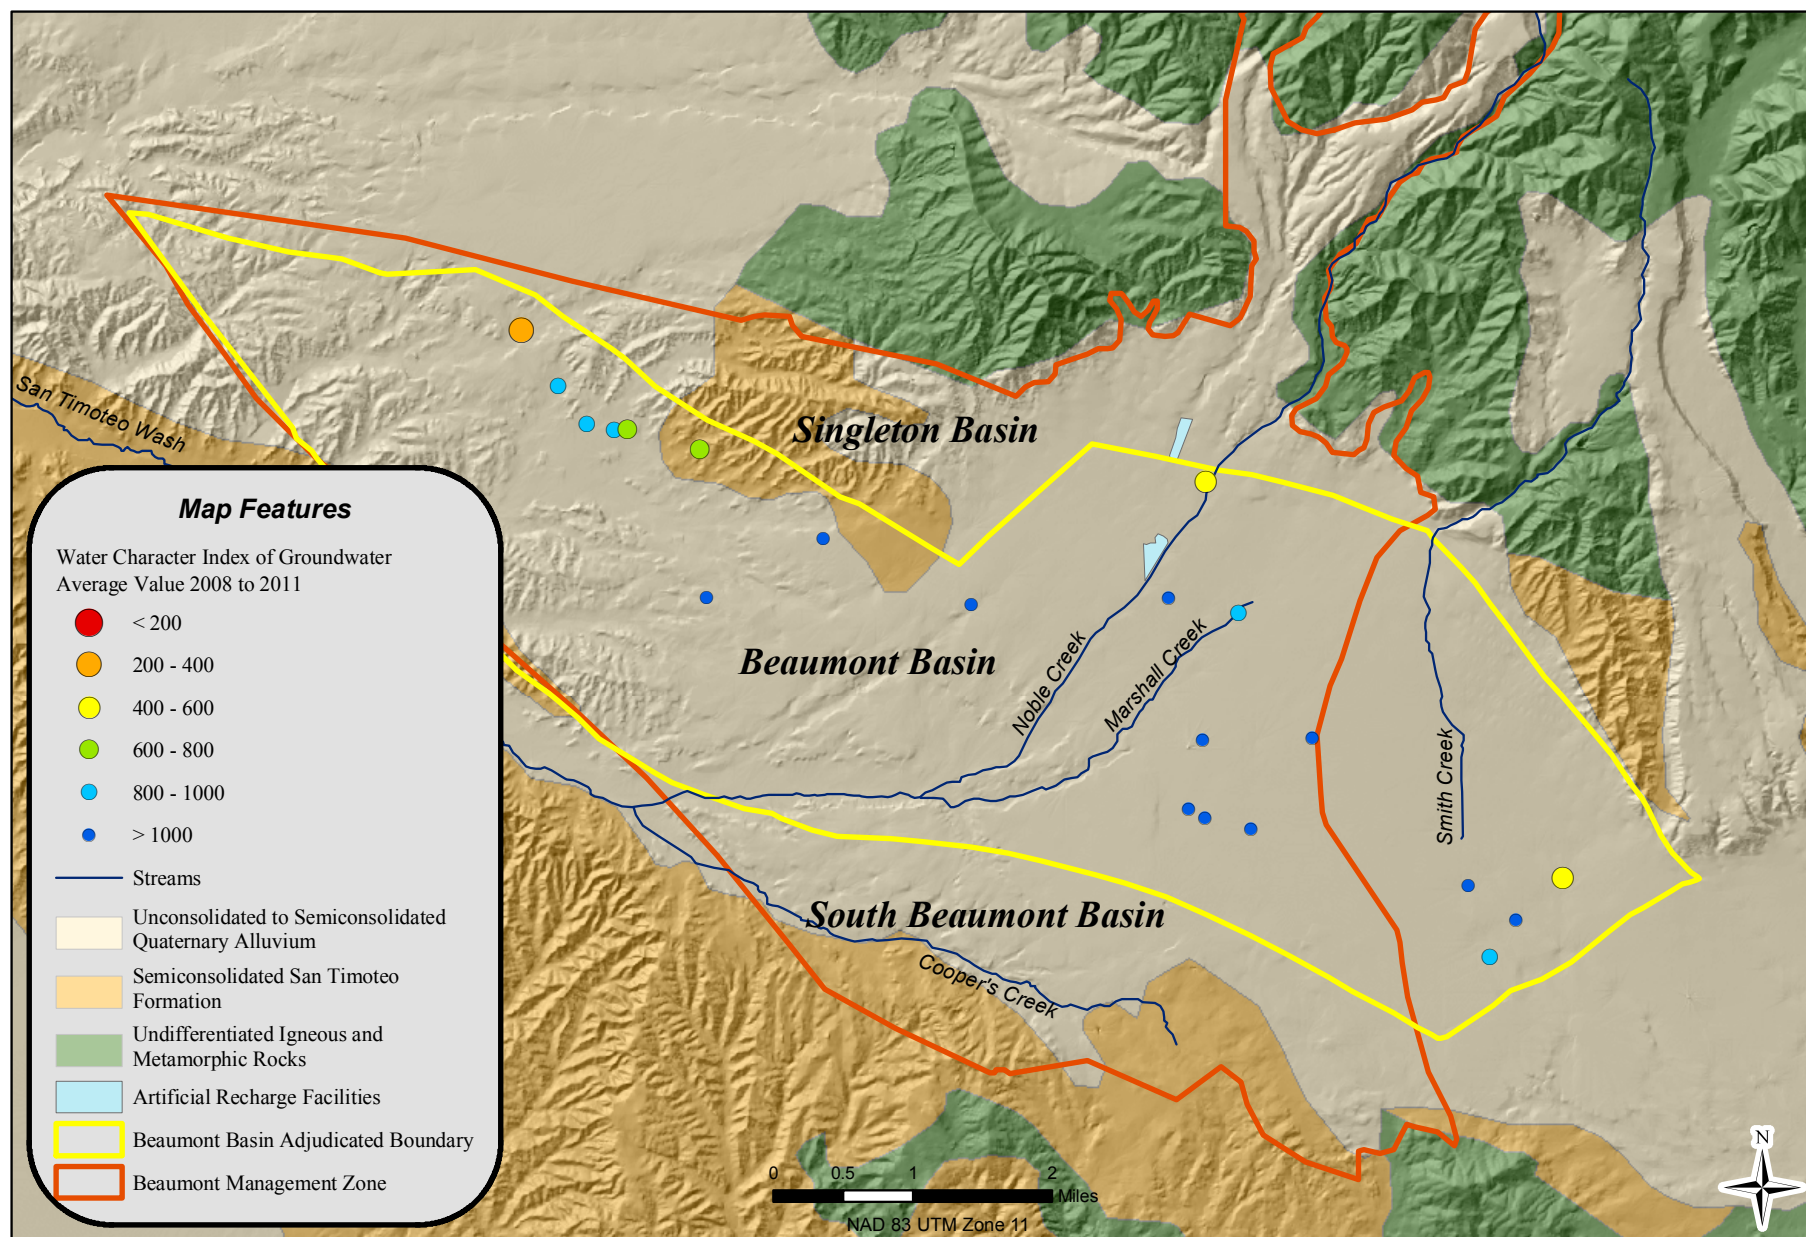 San Timoteo Wash
Singleton Basin
Beaumont Basin
Noble Creek
Marshall Creek
Smith Creek
South Beaumont Basin
Cooper's Creek
Map Features
Water Character Index of Groundwater
Average Value 2008 to 2011
< 200
200 - 400
400 - 600
600 - 800
800 - 1000
> 1000
Streams
Unconsolidated to Semiconsolidated
Quaternary Alluvium
Semiconsolidated San Timoteo
Formation
Undifferentiated Igneous and
Metamorphic Rocks
Artificial Recharge Facilities
Beaumont Basin Adjudicated Boundary
Beaumont Management Zone
0 0.5 1 2
Miles
NAD 83 UTM Zone 11
N